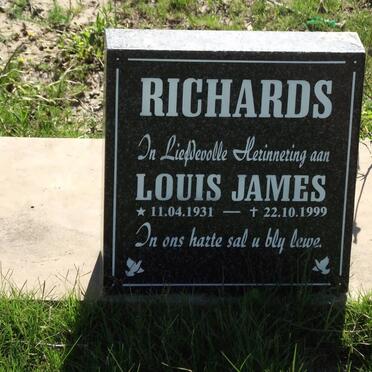 RICHARDS
In Liefdevolle Herinnering aan
LOUIS JAMES
★ 11.04.1931 — † 22.10.1999
In ons harte sal u bly lewe.